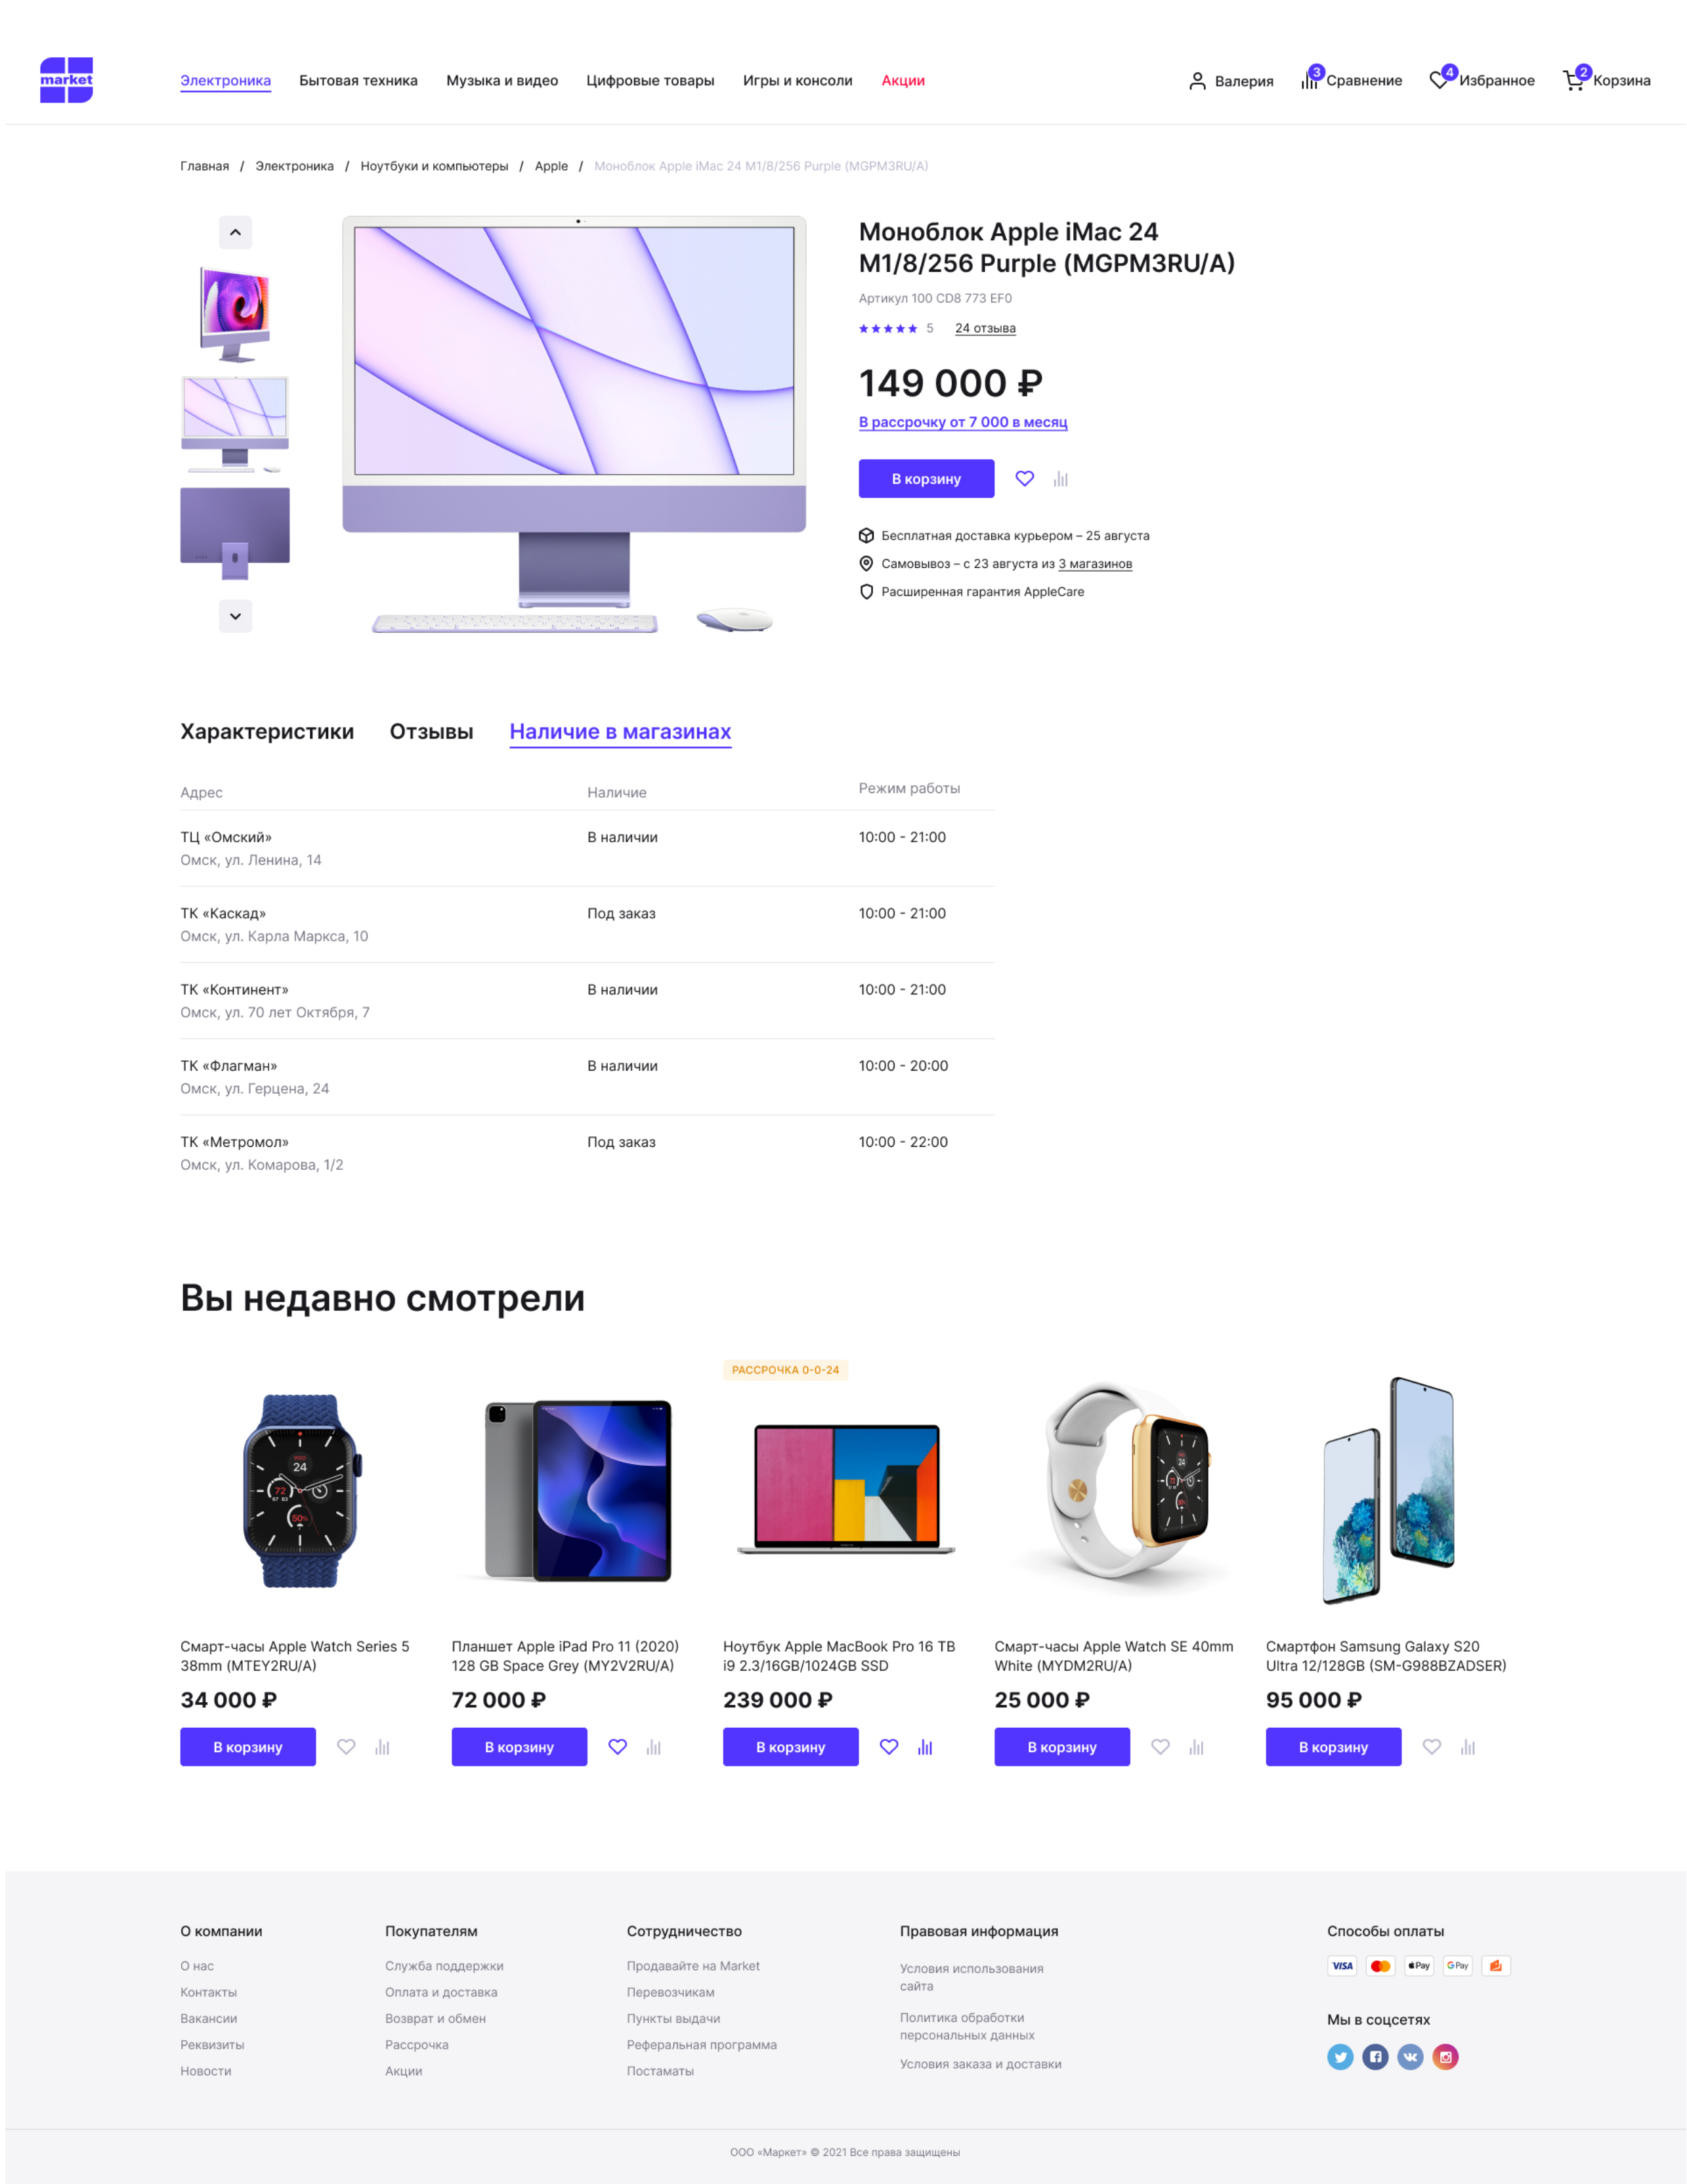 market
Электроника Бытовая техника Музыка и видео Цифровые товары Игры и консоли Акции Валерия 3 Сравнение 4 Избранное 2 Корзина
Главная / Электроника / Ноутбуки и компьютеры / Apple / Моноблок Apple iMac 24 M1/8/256 Purple (MGPM3RU/A)
Моноблок Apple iMac 24
M1/8/256 Purple (MGPM3RU/A)
Артикул 100 CD8 773 EF0
5 24 отзыва
149 000 ₽
В рассрочку от 7 000 в месяц
В корзину
Бесплатная доставка курьером – 25 августа
Самовывоз – с 23 августа из 3 магазинов
Расширенная гарантия AppleCare
Характеристики Отзывы Наличие в магазинах
Адрес Наличие Режим работы
ТЦ «Омский» В наличии 10:00 - 21:00
Омск, ул. Ленина, 14
ТК «Каскад» Под заказ 10:00 - 21:00
Омск, ул. Карла Маркса, 10
ТК «Континент» В наличии 10:00 - 21:00
Омск, ул. 70 лет Октября, 7
ТК «Флагман» В наличии 10:00 - 20:00
Омск, ул. Герцена, 24
ТК «Метромол» Под заказ 10:00 - 22:00
Омск, ул. Комарова, 1/2
Вы недавно смотрели
РАССРОЧКА 0-0-24
24
72
50%
24
Смарт-часы Apple Watch Series 5
38mm (MTEY2RU/A)
34 000 ₽
В корзину
Планшет Apple iPad Pro 11 (2020)
128 GB Space Grey (MY2V2RU/A)
72 000 ₽
В корзину
Ноутбук Apple MacBook Pro 16 TB
i9 2.3/16GB/1024GB SSD
239 000 ₽
В корзину
Смарт-часы Apple Watch SE 40mm
White (MYDM2RU/A)
25 000 ₽
В корзину
Смартфон Samsung Galaxy S20
Ultra 12/128GB (SM-G988BZADSER)
95 000 ₽
В корзину
О компании
О нас
Контакты
Вакансии
Реквизиты
Новости
Покупателям
Служба поддержки
Оплата и доставка
Возврат и обмен
Рассрочка
Акции
Сотрудничество
Продавайте на Market
Перевозчикам
Пункты выдачи
Реферальная программа
Постаматы
Правовая информация
Условия использования
сайта
Политика обработки
персональных данных
Условия заказа и доставки
Способы оплаты
VISA Pay G Pay
Мы в соцсетях
ООО «Маркет» © 2021 Все права защищены